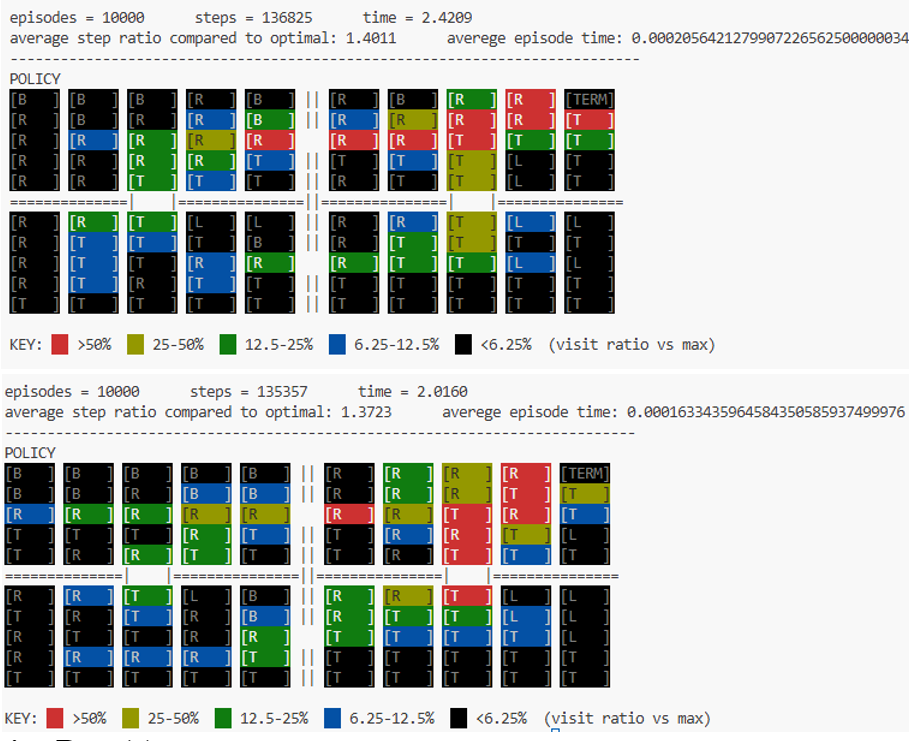 episodes = 10000 steps = 136825 time = 2.4209
average step ratio compared to optimal: 1.4011 averege episode time: 0.00020564212799072265625000000034
--------------------------------------------------------------------------------
POLICY
[B ] [B ] [B ] [R ] [B ] || [R ] [B ] [R ] [R ] [TERM]
[R ] [B ] [R ] [R ] [B ] || [R ] [R ] [R ] [R ] [T ]
[R ] [R ] [R ] [R ] [R ] [R ] [R ] [T ] [T ] [T ]
[R ] [R ] [R ] [R ] [T ] || [T ] [T ] [T ] [L ] [T ]
[R ] [R ] [T ] [T ] [T ] || [R ] [T ] [T ] [L ] [T ]
===============| |================||================| |================
[R ] [R ] [T ] [L ] [L ] || [R ] [R ] [T ] [L ] [L ]
[R ] [T ] [T ] [T ] [B ] || [R ] [T ] [T ] [T ] [T ]
[R ] [T ] [T ] [R ] [R ] [R ] [T ] [T ] [L ] [L ]
[R ] [T ] [R ] [T ] [T ] || [T ] [T ] [T ] [T ] [T ]
[T ] [T ] [T ] [T ] [T ] || [T ] [T ] [T ] [T ] [T ]
KEY: >50% 25-50% 12.5-25% 6.25-12.5% <6.25% (visit ratio vs max)
episodes = 10000 steps = 135357 time = 2.0160
average step ratio compared to optimal: 1.3723 averege episode time: 0.0001633435964584350585937499976
--------------------------------------------------------------------------------
POLICY
[B ] [B ] [B ] [B ] [B ] || [R ] [R ] [R ] [R ] [TERM]
[B ] [B ] [R ] [B ] [B ] || [R ] [R ] [R ] [T ] [T ]
[R ] [R ] [R ] [R ] [R ] [R ] [R ] [T ] [R ] [T ]
[T ] [T ] [T ] [R ] [T ] || [T ] [R ] [R ] [T ] [L ]
[T ] [T ] [R ] [T ] [T ] || [T ] [R ] [T ] [T ] [T ]
===============| |================||================| |================
[R ] [R ] [T ] [L ] [B ] || [R ] [R ] [T ] [L ] [L ]
[T ] [R ] [T ] [R ] [B ] || [R ] [T ] [T ] [L ] [L ]
[R ] [T ] [T ] [R ] [R ] [T ] [T ] [T ] [T ] [L ]
[R ] [R ] [R ] [R ] [T ] || [T ] [T ] [T ] [T ] [T ]
[T ] [T ] [T ] [T ] [T ] || [T ] [T ] [T ] [T ] [T ]
KEY: >50% 25-50% 12.5-25% 6.25-12.5% <6.25% (visit ratio vs max)